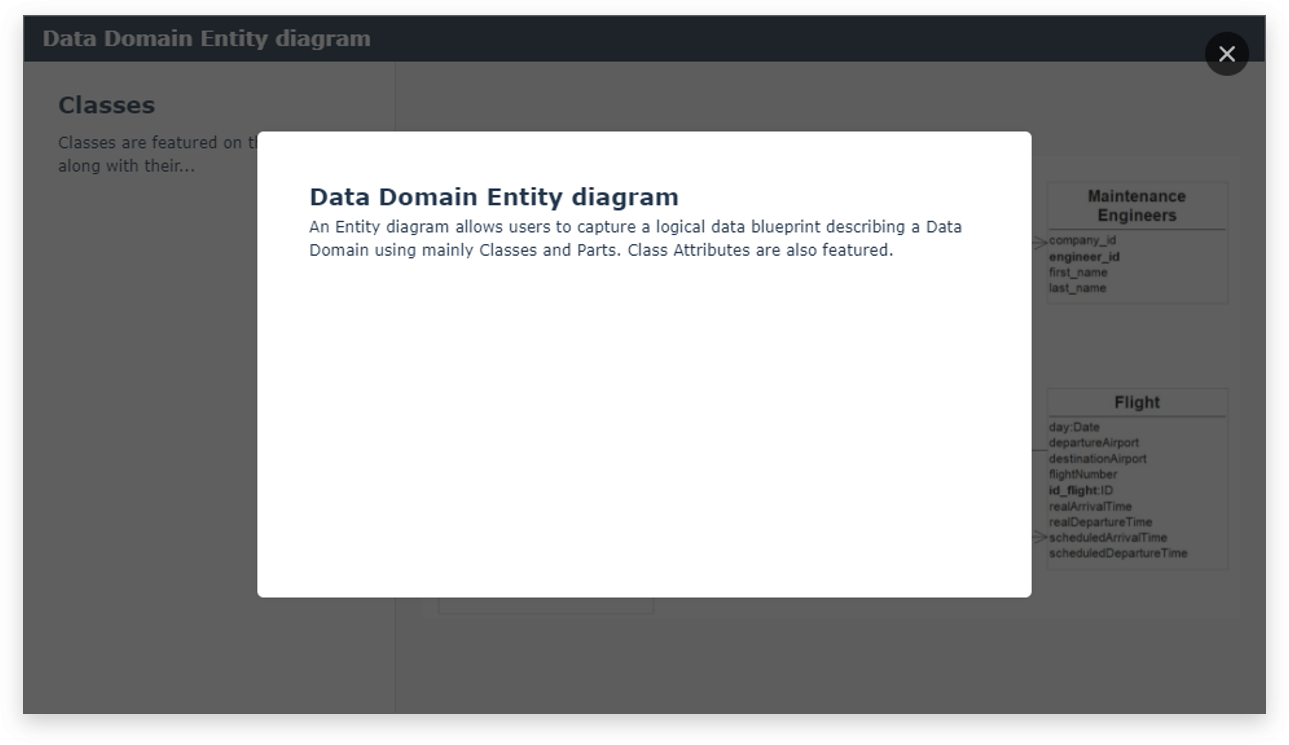 Data Domain Entity diagram
Classes
Classes are featured on
along with their...
Data Domain Entity diagram
An Entity diagram allows users to capture a logical data blueprint describing a Data
Domain using mainly Classes and Parts. Class Attributes are also featured.
Maintenance
Engineers
company_id
engineer_id
first_name
last_name
Flight
day:Date
departureAirport
destinationAirport
flightNumber
id_flight:ID
realArrivalTime
realDepartureTime
scheduledArrivalTime
scheduledDepartureTime